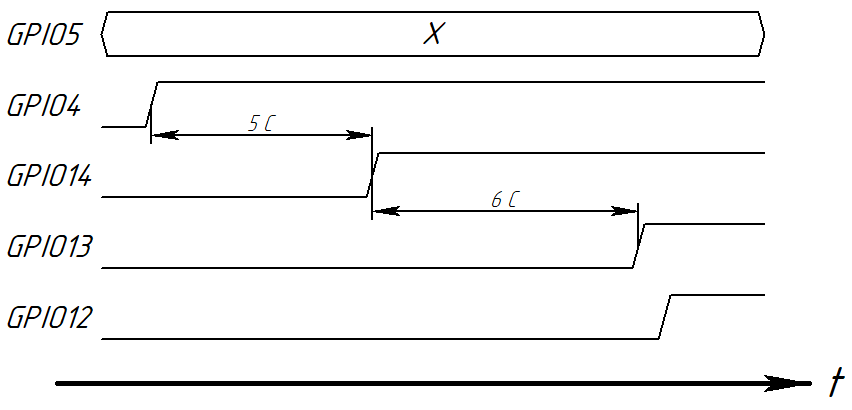 GPIO5
X
GPIO4
5 С
GPIO14
6 С
GPIO13
GPIO12
t